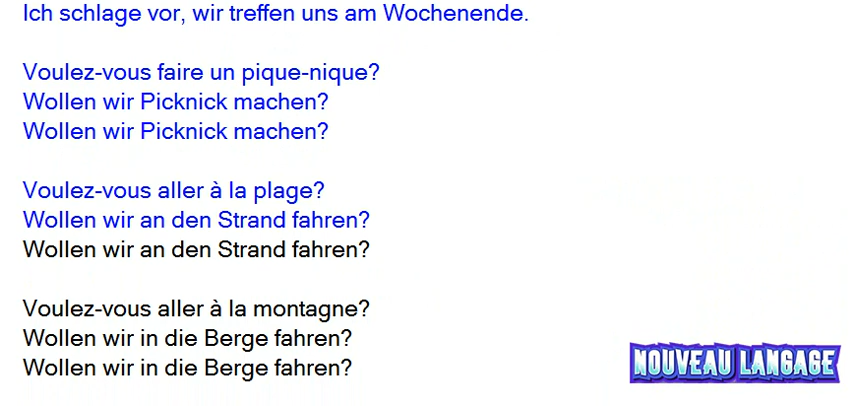 Ich schlage vor, wir treffen uns am Wochenende.
Voulez-vous faire un pique-nique?
Wollen wir Picknick machen?
Wollen wir Picknick machen?
Voulez-vous aller à la plage?
Wollen wir an den Strand fahren?
Wollen wir an den Strand fahren?
Voulez-vous aller à la montagne?
Wollen wir in die Berge fahren?
Wollen wir in die Berge fahren?
NOUVEAU LANGAGE